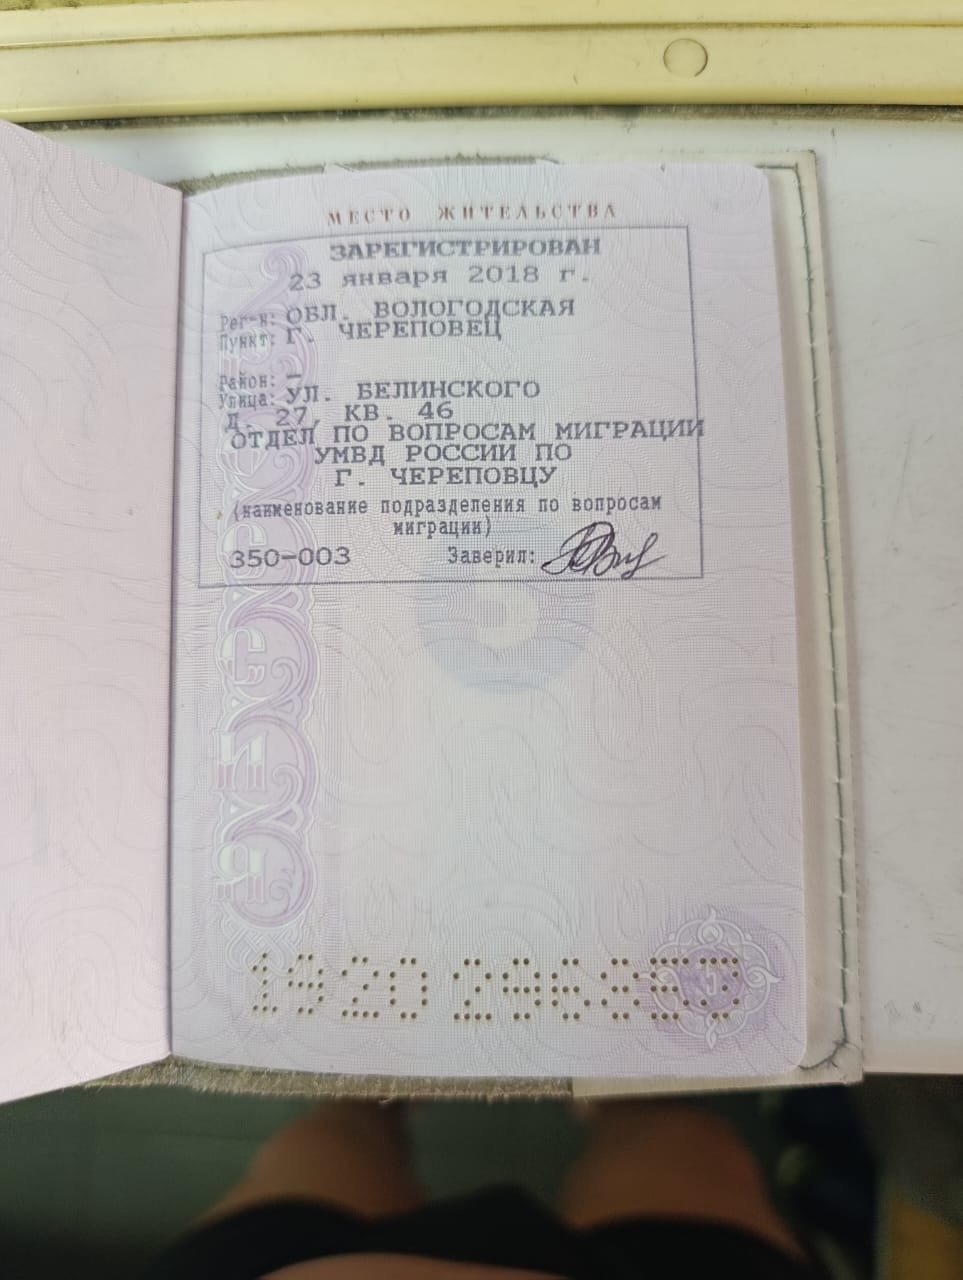 МЕСТО ЖИТЕЛЬСТВА
ЗАРЕГИСТРИРОВАН
23 января 2018 г.
Рег-н: ОБЛ. ВОЛОГОДСКАЯ
Пункт: Г. ЧЕРЕПОВЕЦ
Район: –
Улица: УЛ. БЕЛИНСКОГО
Д. 27, КВ. 46
ОТДЕЛ ПО ВОПРОСАМ МИГРАЦИИ
УМВД РОССИИ ПО
Г. ЧЕРЕПОВЦУ
(наименование подразделения по вопросам
миграции)
350-003 Заверил: